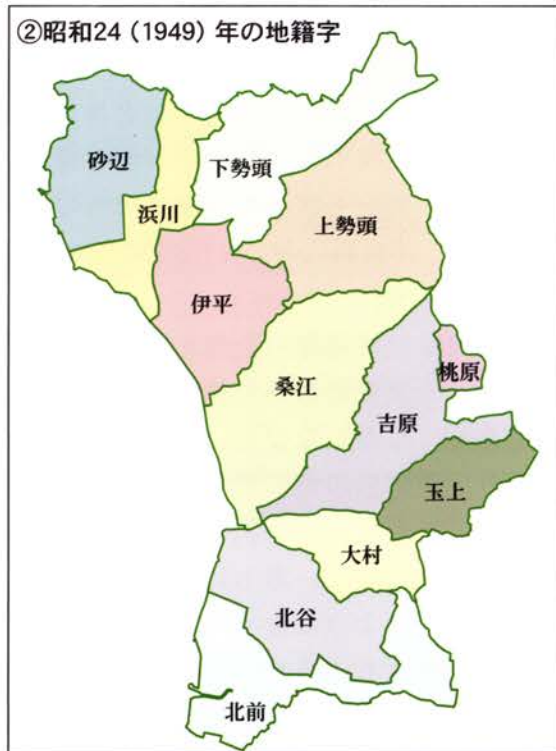 ②昭和24（1949）年の地籍字
砂辺
下勢頭
浜川
上勢頭
伊平
桑江
桃原
吉原
玉上
大村
北谷
北前